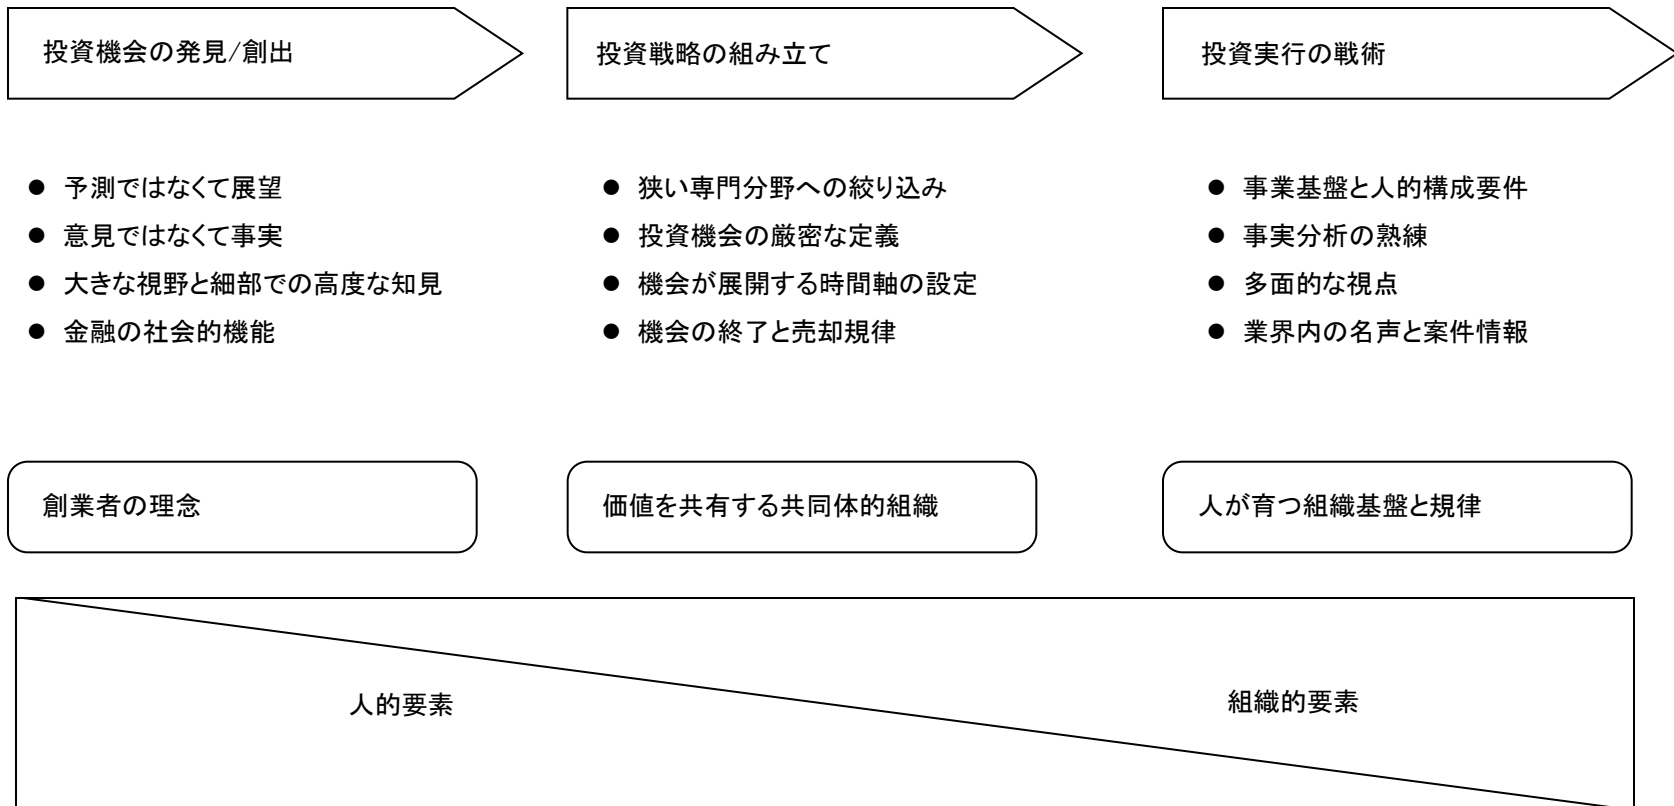 投資機会の発見/創出
投資戦略の組み立て
投資実行の戦術
● 予測ではなくて展望
● 意見ではなくて事実
● 大きな視野と細部での高度な知見
● 金融の社会的機能
● 狭い専門分野への絞り込み
● 投資機会の厳密な定義
● 機会が展開する時間軸の設定
● 機会の終了と売却規律
● 事業基盤と人的構成要件
● 事実分析の熟練
● 多面的な視点
● 業界内の名声と案件情報
創業者の理念
価値を共有する共同体的組織
人が育つ組織基盤と規律
人的要素
組織的要素